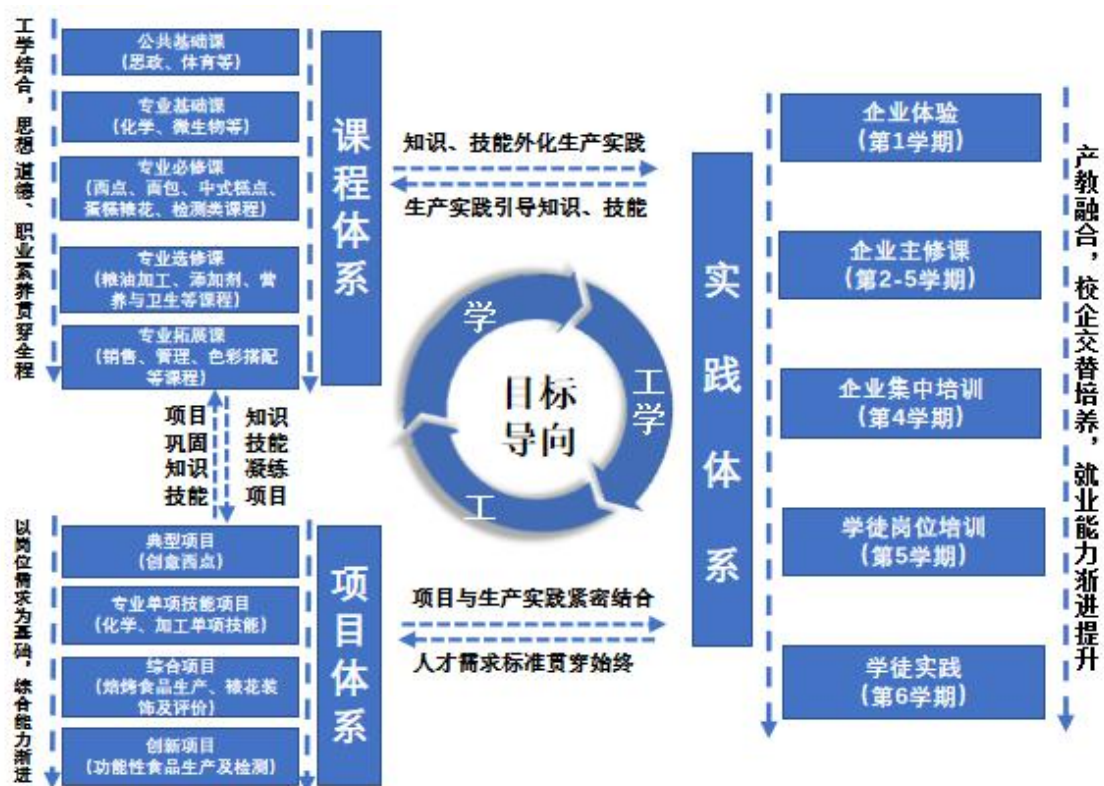 工学结合，思想道德、职业素养贯穿全程
公共基础课
(思政、体育等)
专业基础课
(化学、微生物等)
专业必修课
(西点、面包、中式糕点、
蛋糕裱花、检测类课程)
专业选修课
(粮油加工、添加剂、营
养与卫生等课程)
专业拓展课
(销售、管理、色彩搭配
等课程)
课程体系
知识、技能外化生产实践
生产实践引导知识、技能
项目
巩固
知识
技能
知识
技能
凝练
项目
学
工学
工
目标
导向
以岗位需求为基础，综合能力渐进
典型项目
(创意西点)
专业单项技能项目
(化学、加工单项技能)
综合项目
(焙烤食品生产、裱花装
饰及评价)
创新项目
(功能性食品生产及检测)
项目体系
项目与生产实践紧密结合
人才需求标准贯穿始终
实践体系
企业体验
(第1学期)
企业主修课
(第2-5学期)
企业集中培训
(第4学期)
学徒岗位培训
(第5学期)
学徒实践
(第6学期)
产教融合，校企交替培养，就业能力渐进提升